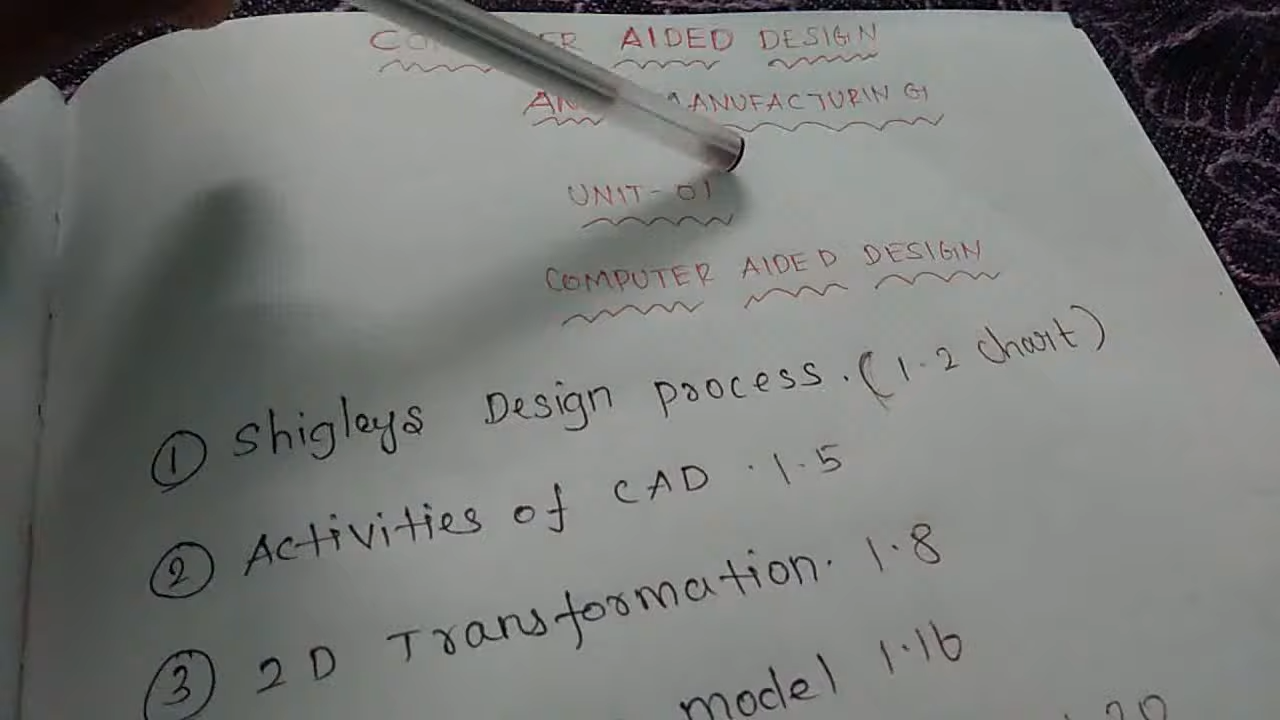 AIDED DESIGN
MANUFACTURING
UNIT-01
COMPUTER AIDED DESIGN
① Shigleys Design process. (1.2 chart)
② Activities of CAD . 1.5
③ 2D Transformation. 1.8
model 1.16